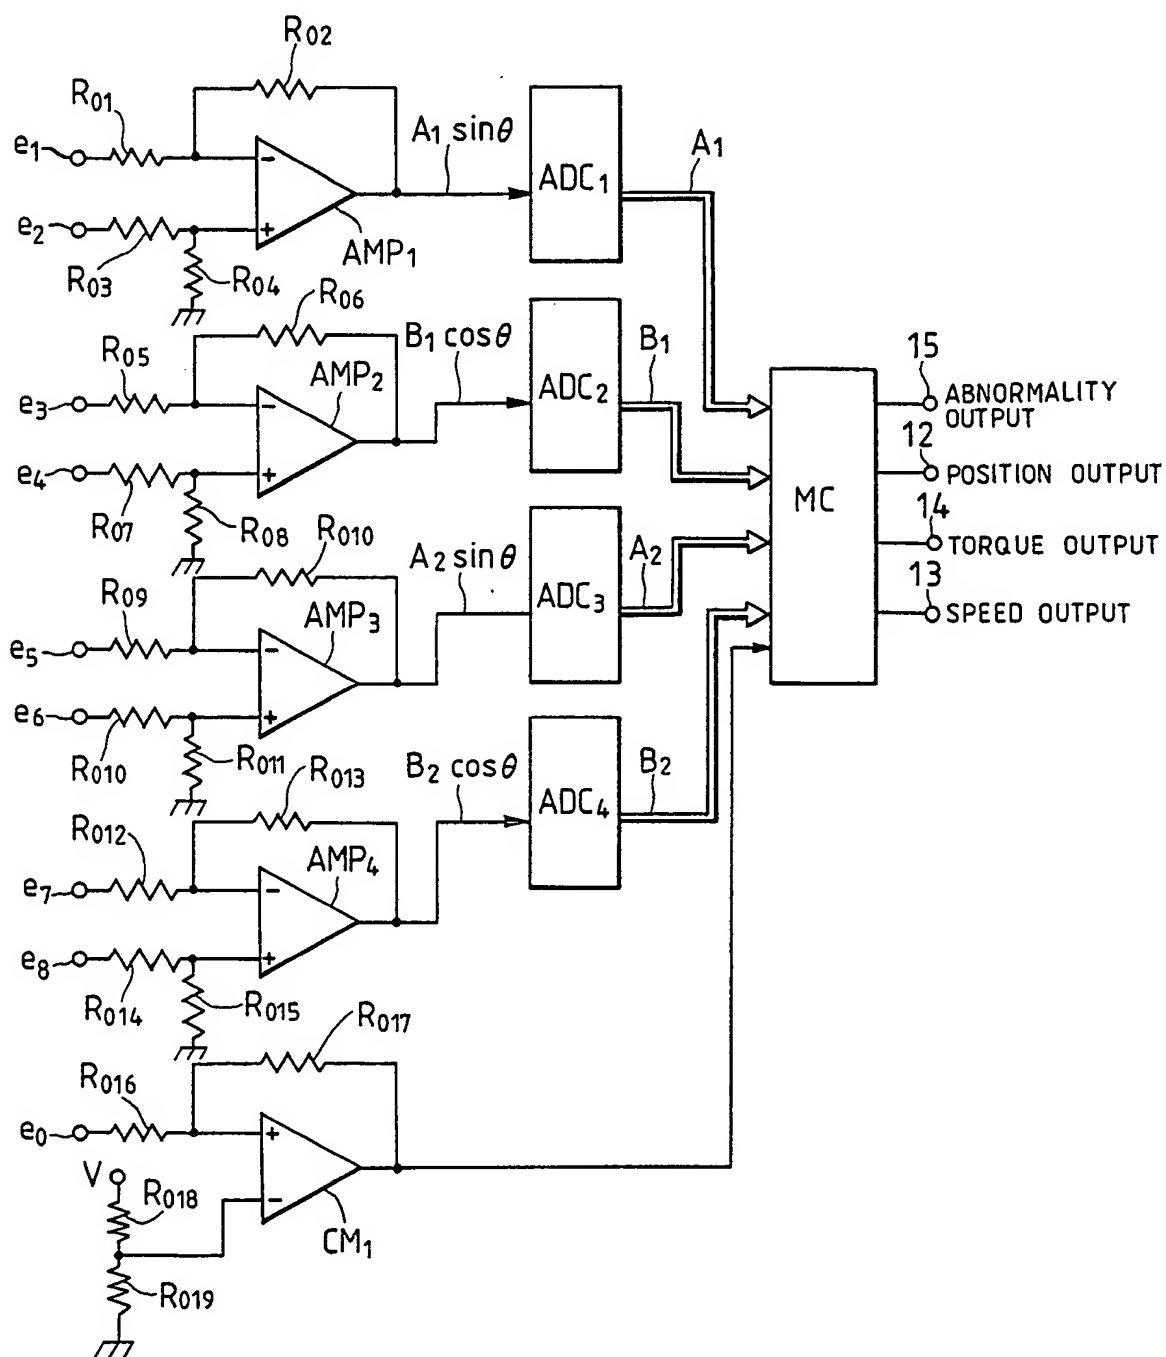 R02
R01
e1
A1 sinθ
ADC1
A1
e2
R03
R04
AMP1
R06
R05
AMP2
B1 cosθ
ADC2
B1
e3
e4
R07
R08
15
ABNORMALITY
OUTPUT
12
POSITION OUTPUT
MC
14
TORQUE OUTPUT
13
SPEED OUTPUT
R010
A2 sinθ
ADC3
A2
R09
AMP3
e5
e6
R010
R011
R013
B2 cosθ
ADC4
B2
R012
AMP4
e7
e8
R014
R015
R017
R016
e0
V
R018
CM1
R019
- + - + - + - + + -